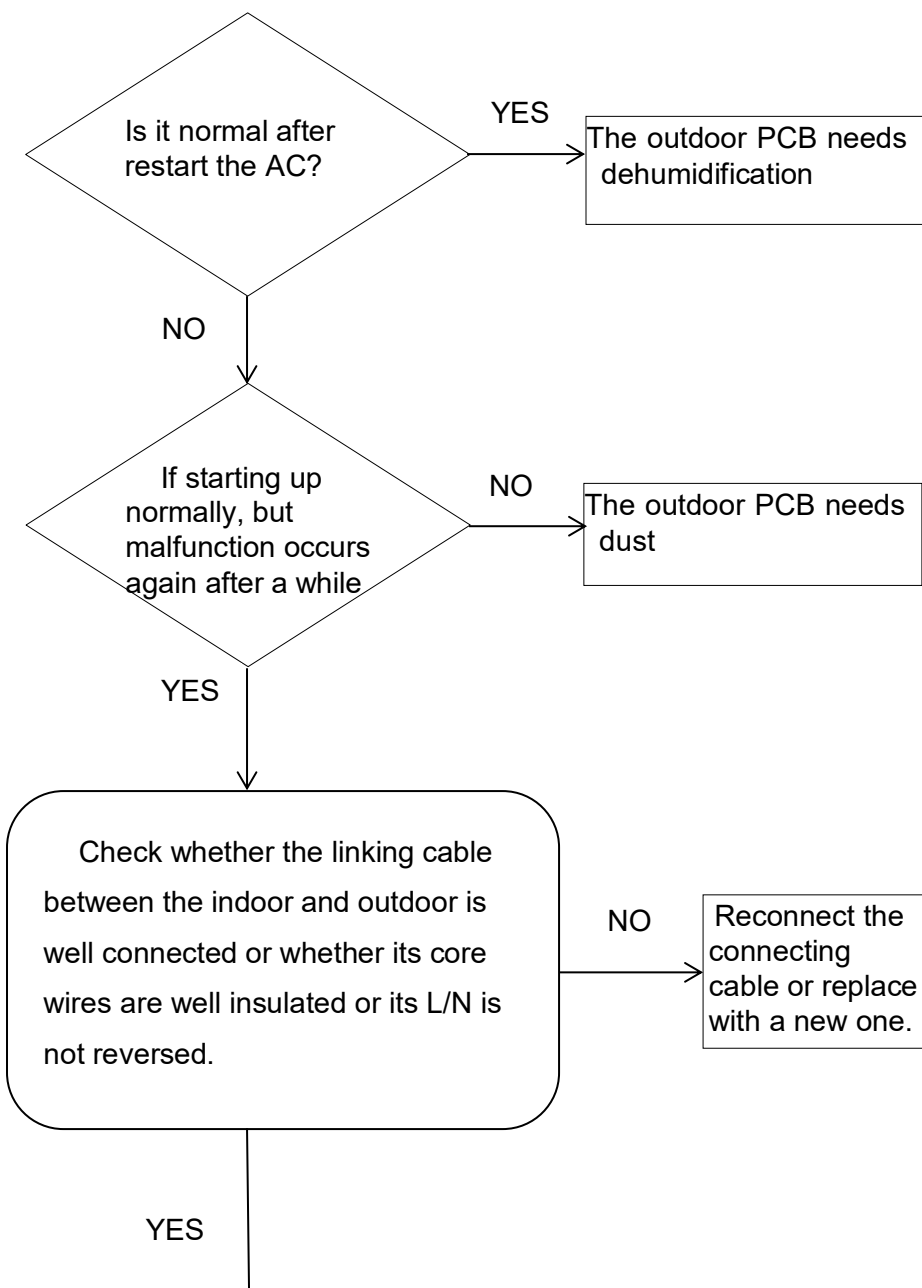 Is it normal after
restart the AC?
YES
The outdoor PCB needs
dehumidification
NO
If starting up
normally, but
malfunction occurs
again after a while
NO
The outdoor PCB needs
dust
YES
Check whether the linking cable
between the indoor and outdoor is
well connected or whether its core
wires are well insulated or its L/N is
not reversed.
NO
Reconnect the
connecting
cable or replace
with a new one.
YES